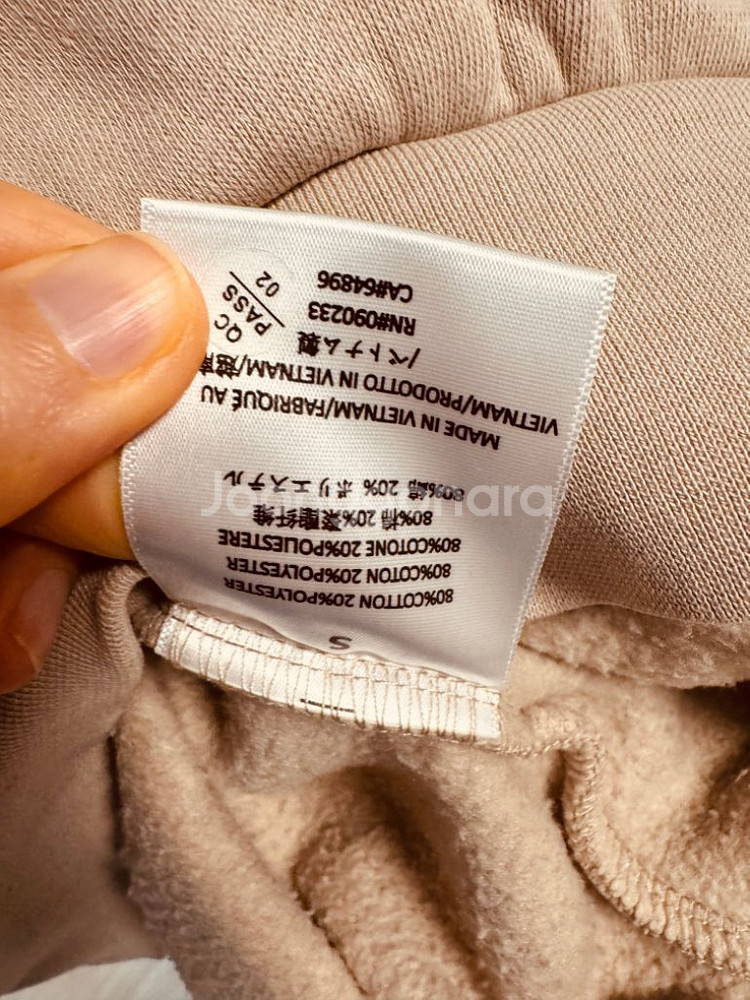 S
80%COTTON 20%POLYESTER
80%COTON 20%POLYESTER
80%COTONE 20%POLIESTERE
80%棉 20%聚酯纤维
80%綿 20% ポリエステル
MADE IN VIETNAM/FABRIQUÉ AU
VIETNAM/PRODOTTO IN VIETNAM/越南
ベトナム製
RN#090233
CA#64896
QC
PASS
02